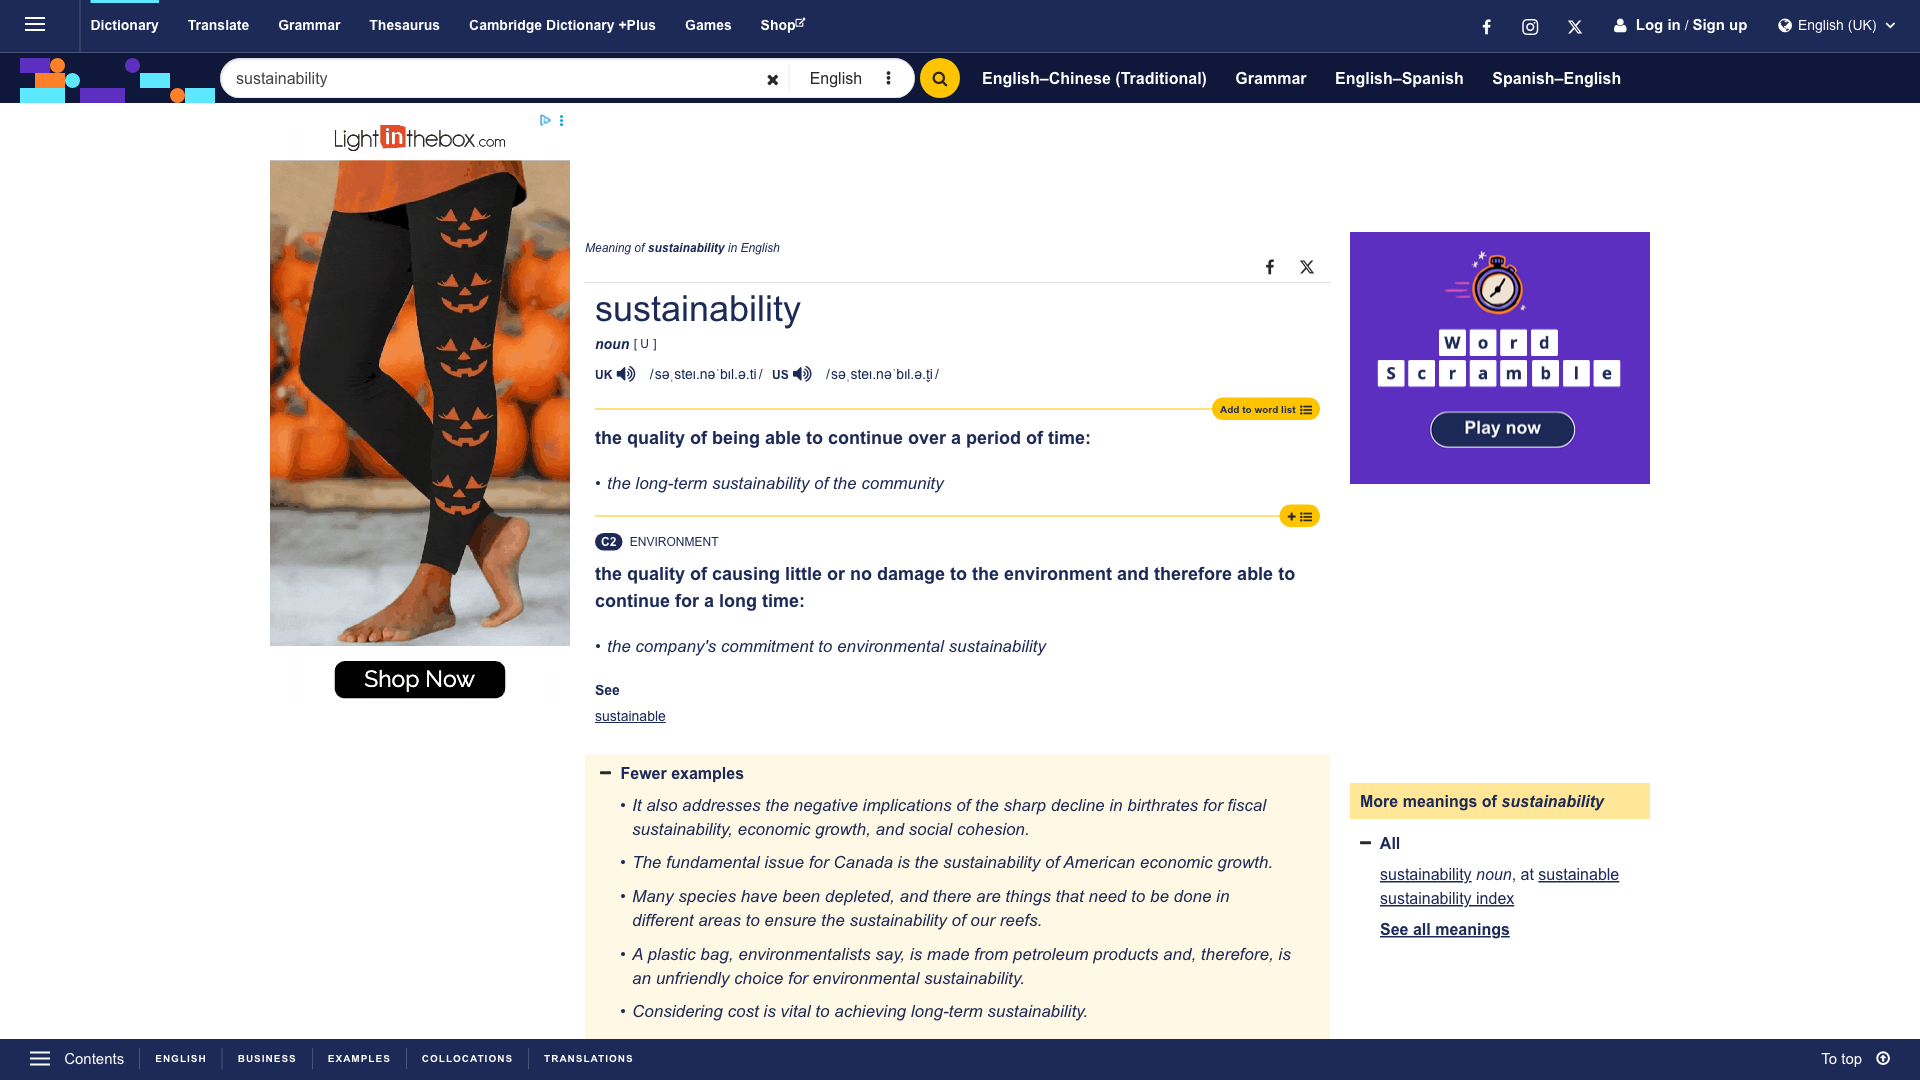 Dictionary Translate Grammar Thesaurus Cambridge Dictionary +Plus Games Shop Log in / Sign up English (UK)
sustainability English English–Chinese (Traditional) Grammar English–Spanish Spanish–English
Lightinthebox.com
Shop Now
Meaning of sustainability in English
sustainability
noun [ U ]
UK /səˌsteɪ.nəˈbɪl.ə.ti/ US /səˌsteɪ.nəˈbɪl.ə.t̬i/
Add to word list
the quality of being able to continue over a period of time:
• the long-term sustainability of the community
+
C2 ENVIRONMENT
the quality of causing little or no damage to the environment and therefore able to
continue for a long time:
• the company's commitment to environmental sustainability
See
sustainable
Fewer examples
• It also addresses the negative implications of the sharp decline in birthrates for fiscal
sustainability, economic growth, and social cohesion.
• The fundamental issue for Canada is the sustainability of American economic growth.
• Many species have been depleted, and there are things that need to be done in
different areas to ensure the sustainability of our reefs.
• A plastic bag, environmentalists say, is made from petroleum products and, therefore, is
an unfriendly choice for environmental sustainability.
• Considering cost is vital to achieving long-term sustainability.
Word
Scramble
Play now
More meanings of sustainability
All
sustainability noun, at sustainable
sustainability index
See all meanings
Contents ENGLISH BUSINESS EXAMPLES COLLOCATIONS TRANSLATIONS To top